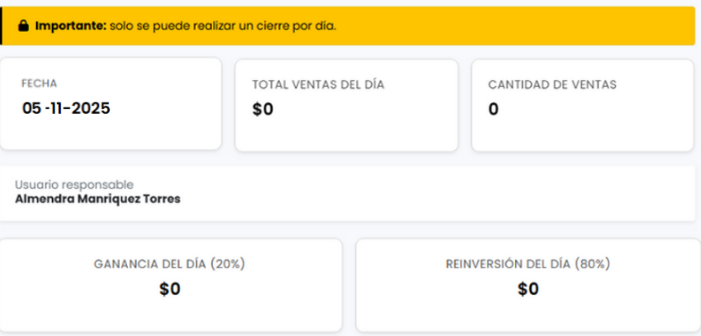 Importante: solo se puede realizar un cierre por día.
FECHA
05 -11-2025
TOTAL VENTAS DEL DÍA
$0
CANTIDAD DE VENTAS
0
Usuario responsable
Almendra Manriquez Torres
GANANCIA DEL DÍA (20%)
$0
REINVERSIÓN DEL DÍA (80%)
$0